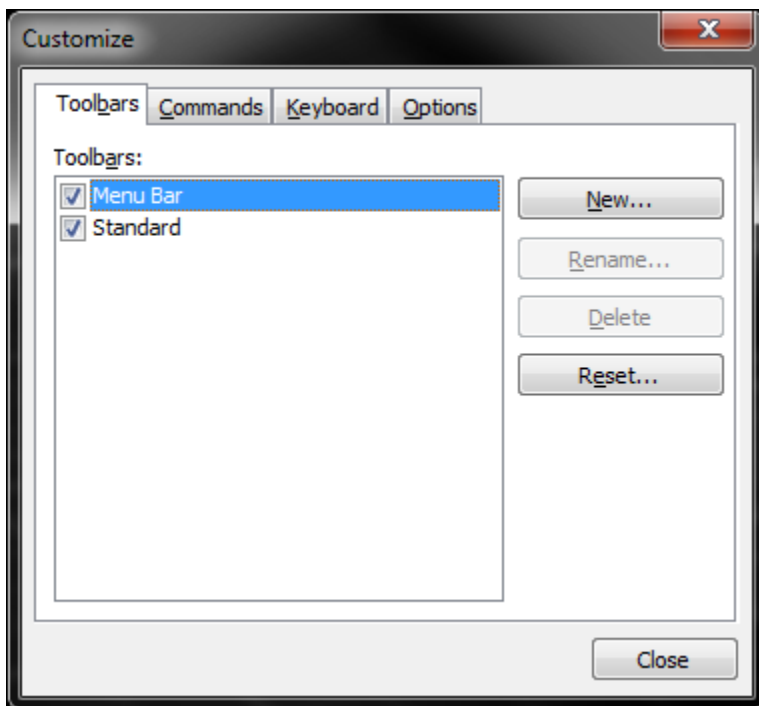 Customize
Toolbars Commands Keyboard Options
Toolbars:
Menu Bar
Standard
New...
Rename...
Delete
Reset...
Close